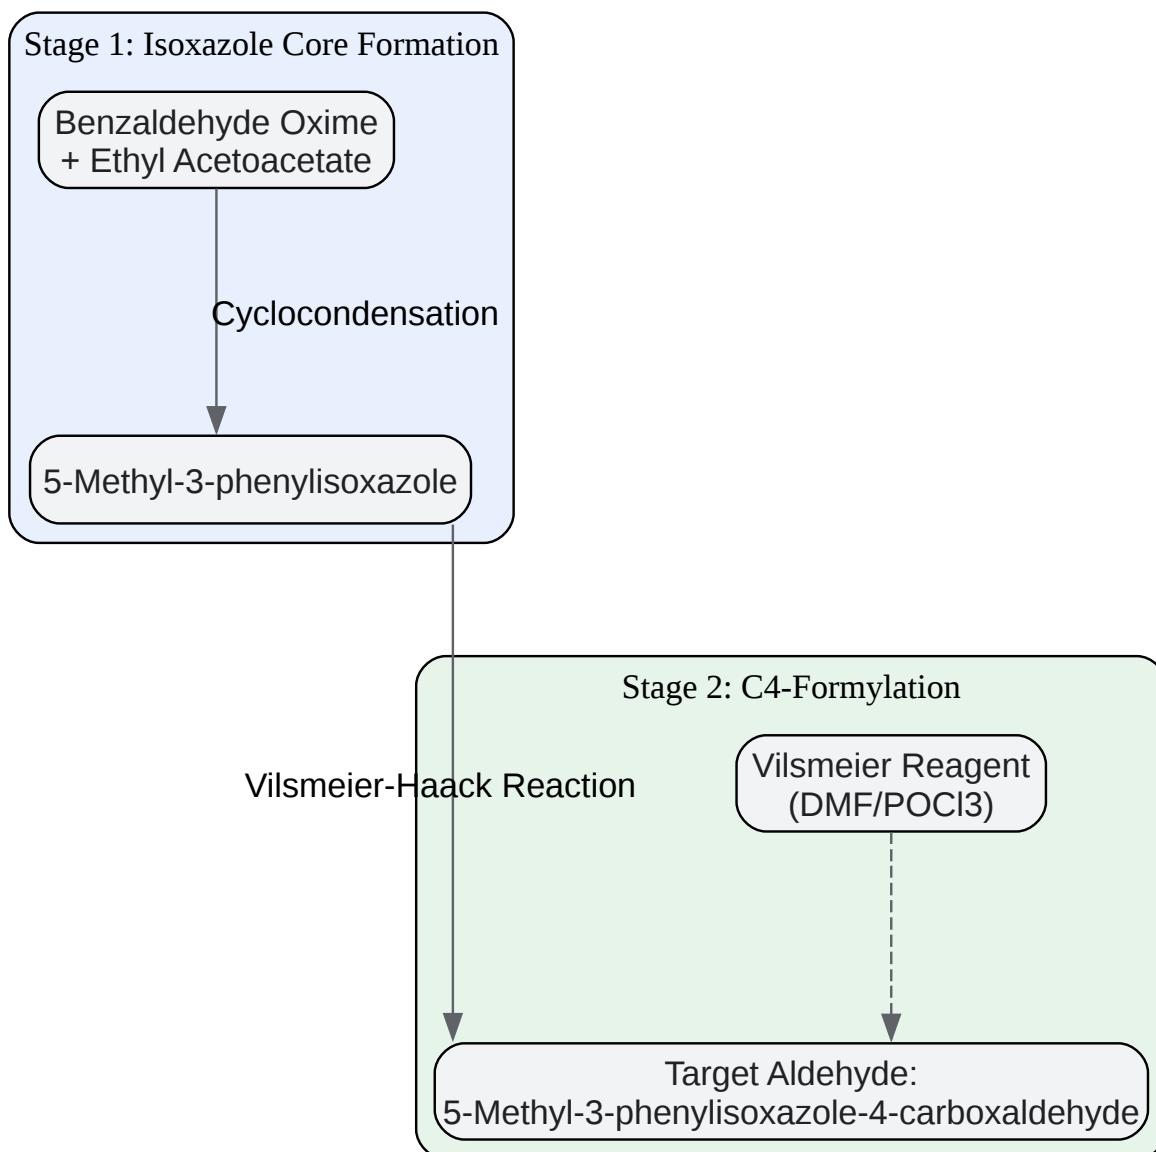 Stage 1: Isoxazole Core Formation
Benzaldehyde Oxime
+ Ethyl Acetoacetate
Cyclocondensation
5-Methyl-3-phenylisoxazole
Stage 2: C4-Formylation
Vilsmeier Reagent
(DMF/POCl3)
Vilsmeier-Haack Reaction
Target Aldehyde:
5-Methyl-3-phenylisoxazole-4-carboxaldehyde